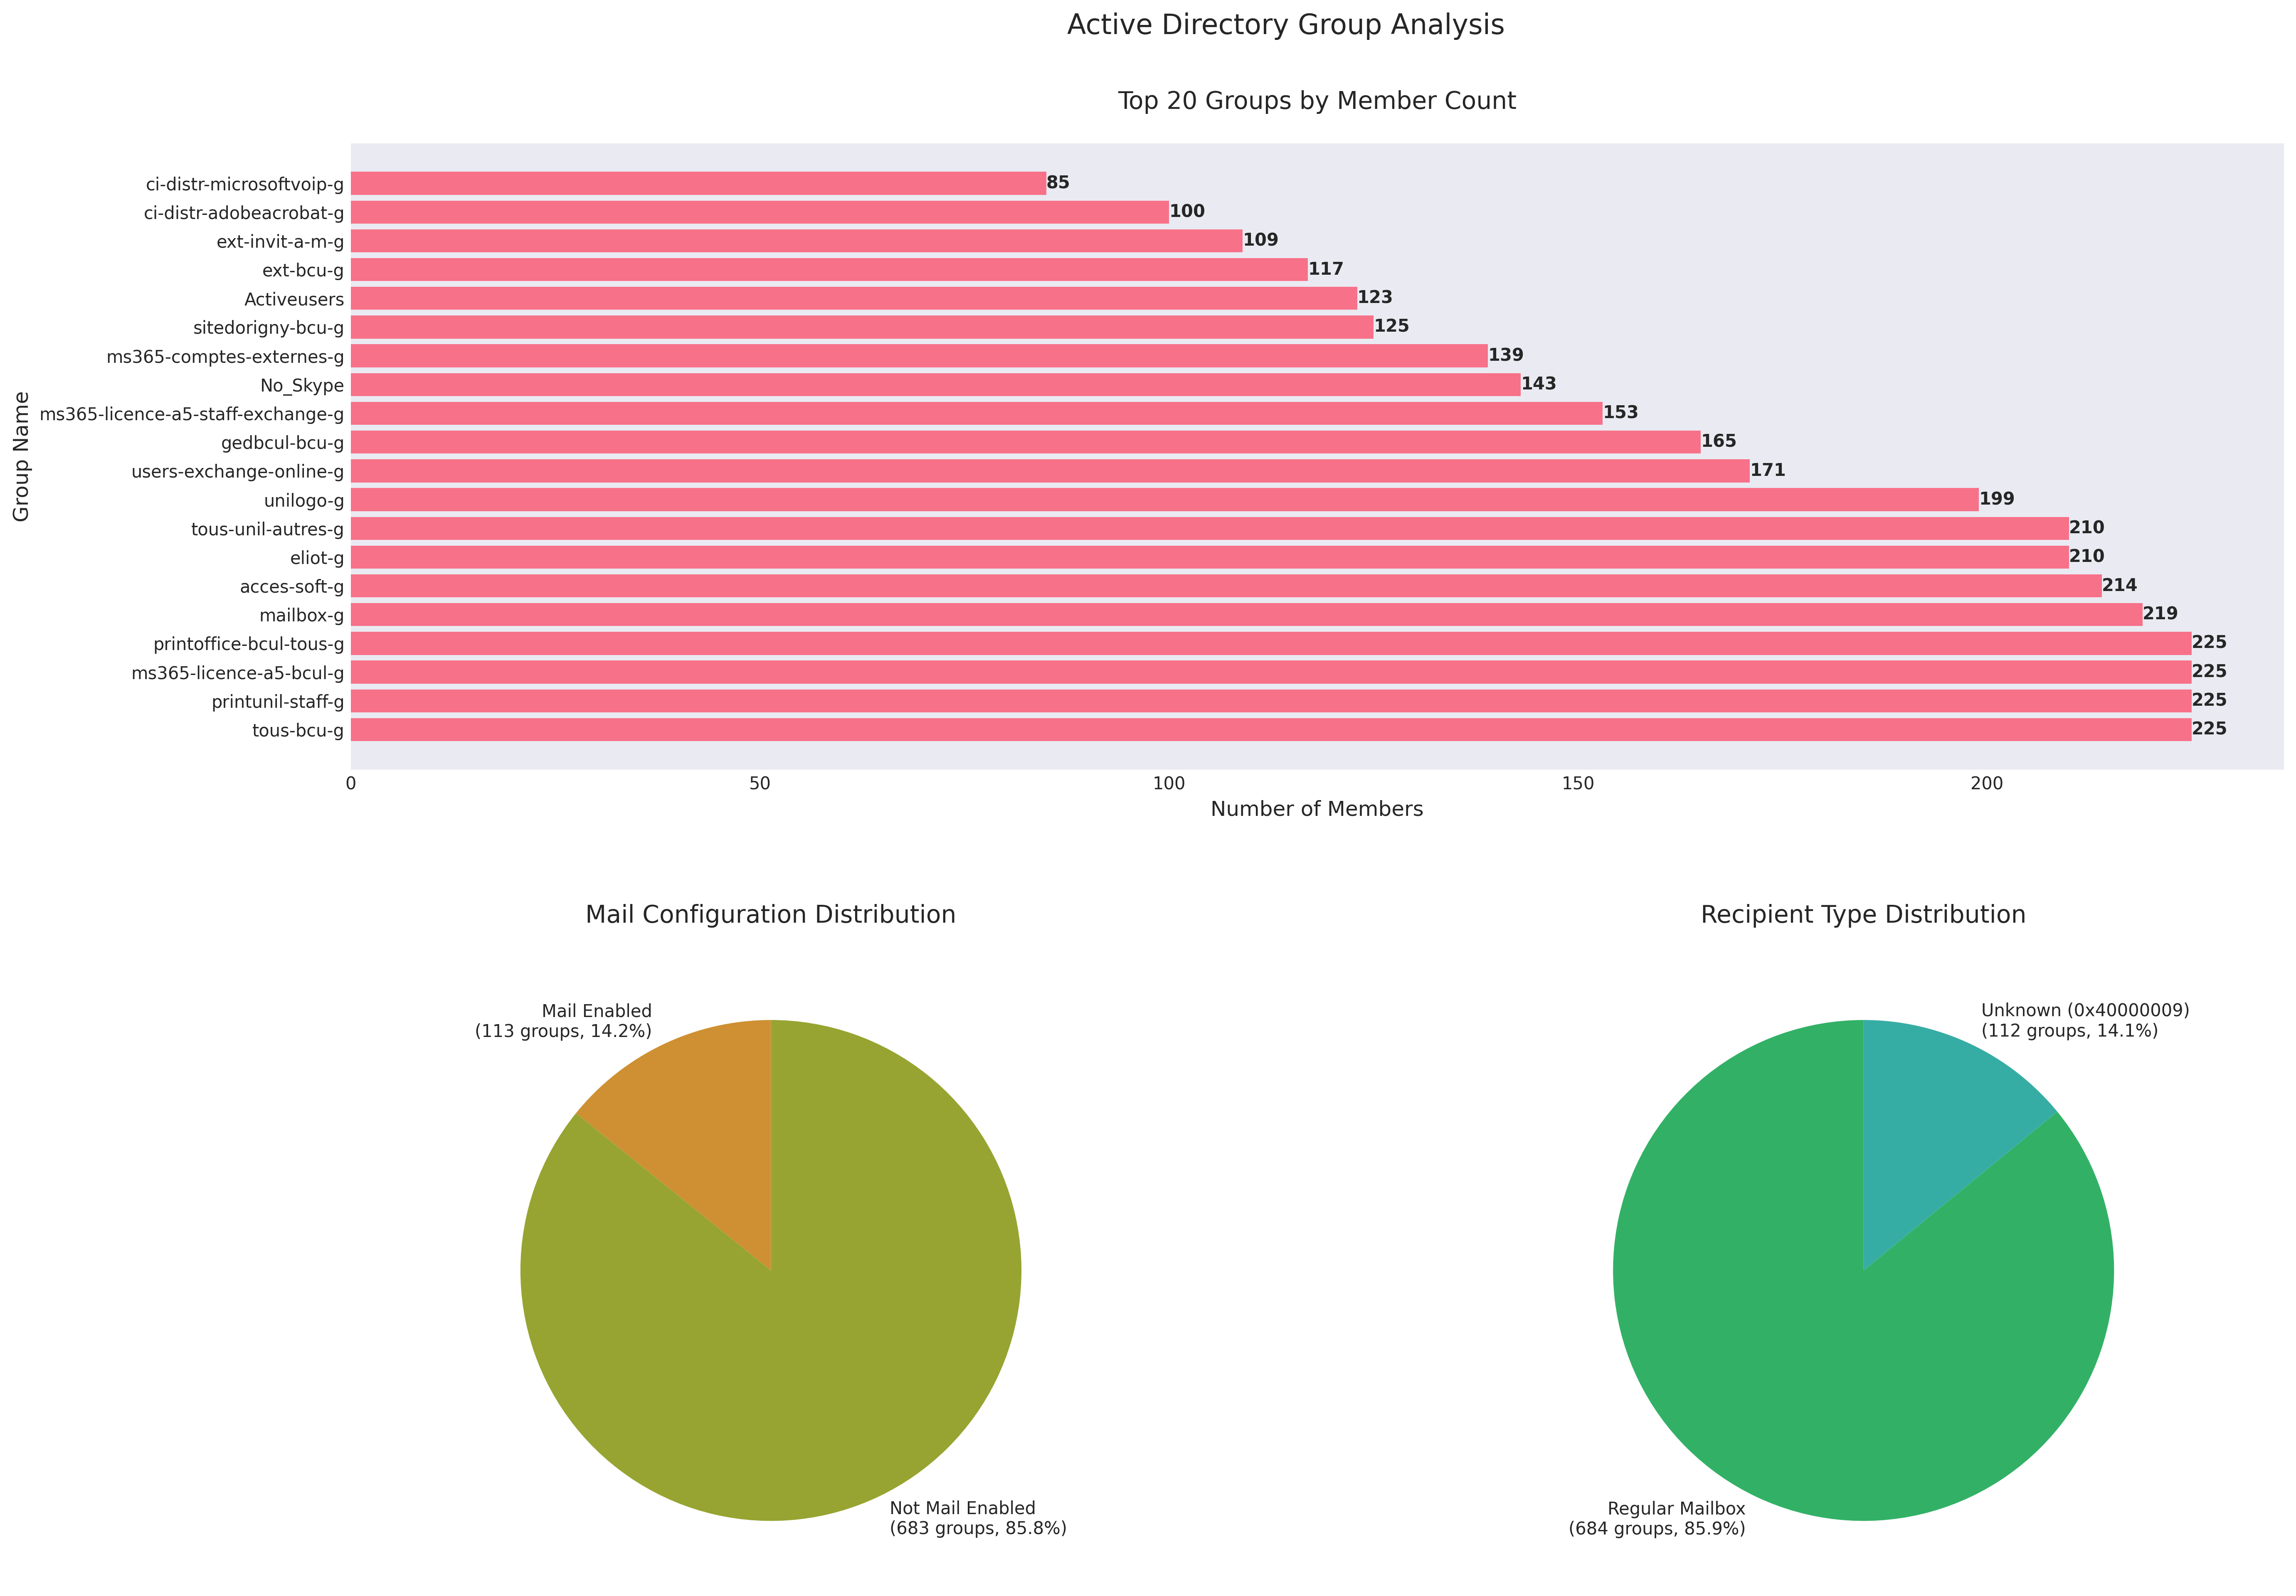 Active Directory Group Analysis
Top 20 Groups by Member Count
Group Name
ci-distr-microsoftvoip-g 85
ci-distr-adobeacrobat-g 100
ext-invit-a-m-g 109
ext-bcu-g 117
Activeusers 123
sitedorigny-bcu-g 125
ms365-comptes-externes-g 139
No_Skype 143
ms365-licence-a5-staff-exchange-g 153
gedbcul-bcu-g 165
users-exchange-online-g 171
unilogo-g 199
tous-unil-autres-g 210
eliot-g 210
acces-soft-g 214
mailbox-g 219
printoffice-bcul-tous-g 225
ms365-licence-a5-bcul-g 225
printunil-staff-g 225
tous-bcu-g 225
0 50 100 150 200
Number of Members
Mail Configuration Distribution
Mail Enabled
(113 groups, 14.2%)
Not Mail Enabled
(683 groups, 85.8%)
Recipient Type Distribution
Unknown (0x40000009)
(112 groups, 14.1%)
Regular Mailbox
(684 groups, 85.9%)